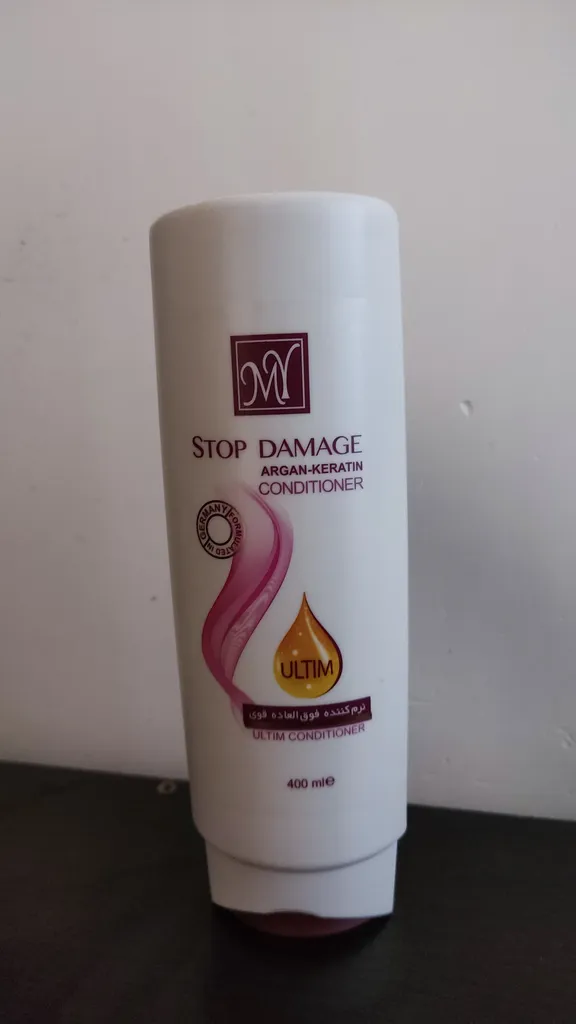 MY
STOP DAMAGE
ARGAN-KERATIN
CONDITIONER
FORMULATED IN GERMANY
ULTIM
نرم کننده فوق العاده قوی
ULTIM CONDITIONER
400 ml℮